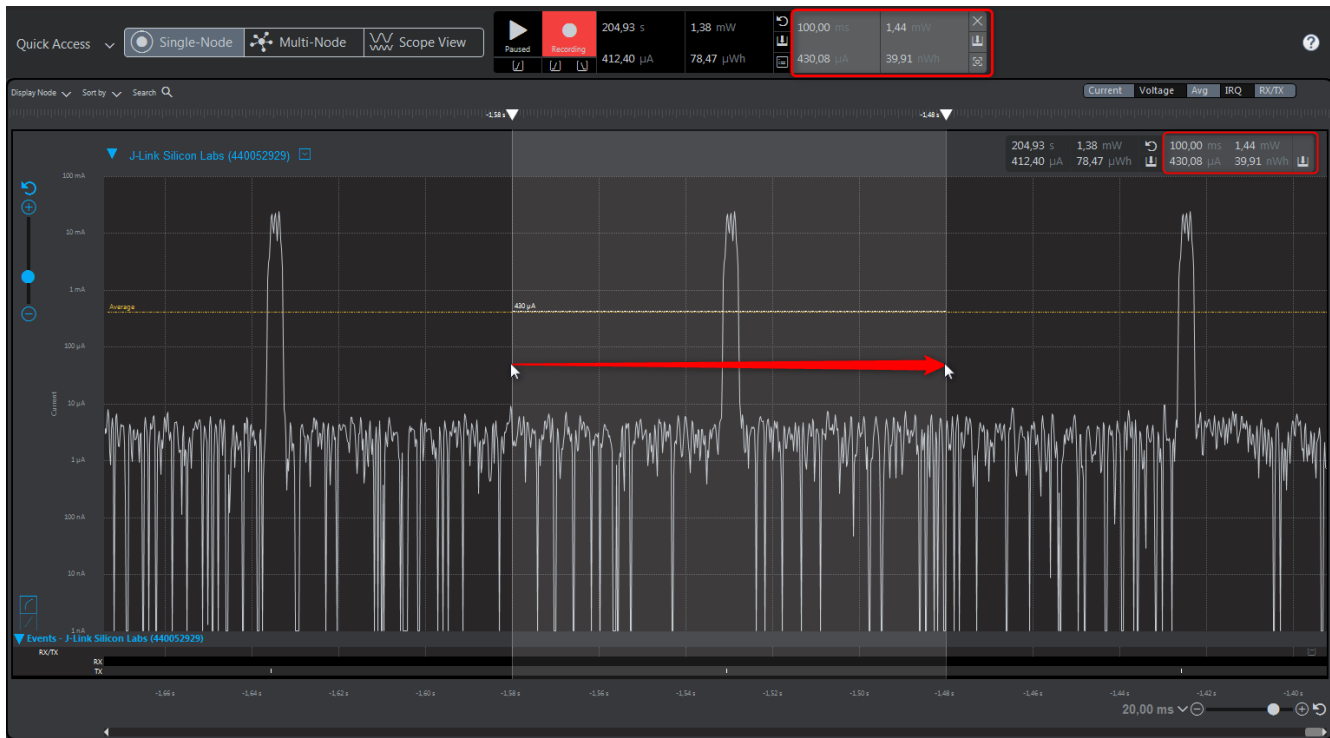 Quick Access
Single-Node
Multi-Node
Scope View
Paused
Recording
204,93 s
1,38 mW
412,40 µA
78,47 µWh
100,00 ms
1,44 mW
430,08 µA
39,91 nWh
?
Display Node
Sort by
Search
Current
Voltage
Avg
IRQ
RX/TX
-1,58 s
-1,48 s
J-Link Silicon Labs (440052929)
204,93 s 1,38 mW
412,40 µA 78,47 µWh
100,00 ms 1,44 mW
430,08 µA 39,91 nWh
100 mA
10 mA
1 mA
Average
430 µA
100 µA
Current
10 µA
1 µA
100 nA
10 nA
1 nA
Events - J-Link Silicon Labs (440052929)
RX/TX
RX
TX
-1,66 s
-1,64 s
-1,62 s
-1,60 s
-1,58 s
-1,56 s
-1,54 s
-1,52 s
-1,50 s
-1,48 s
-1,46 s
-1,44 s
-1,42 s
-1,40 s
20,00 ms